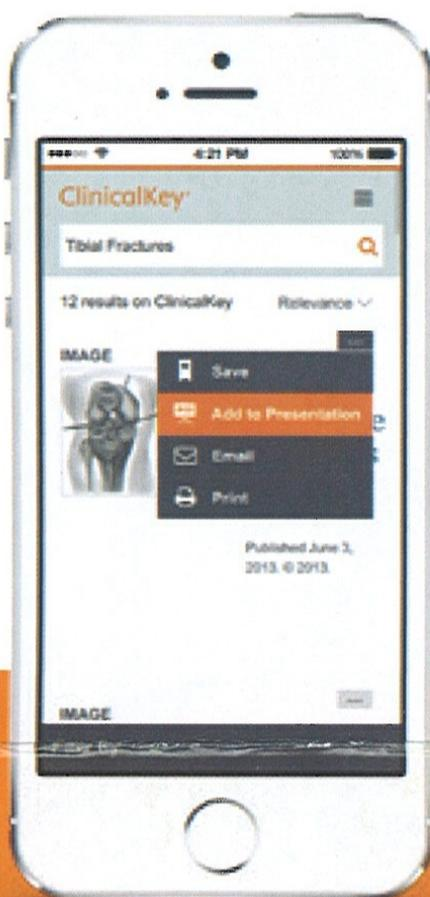 4:21 PM 100%
ClinicalKey
Tibial Fractures
12 results on ClinicalKey Relevance
IMAGE
Save
Add to Presentation
Email
Print
Published June 3,
2013. © 2013.
IMAGE